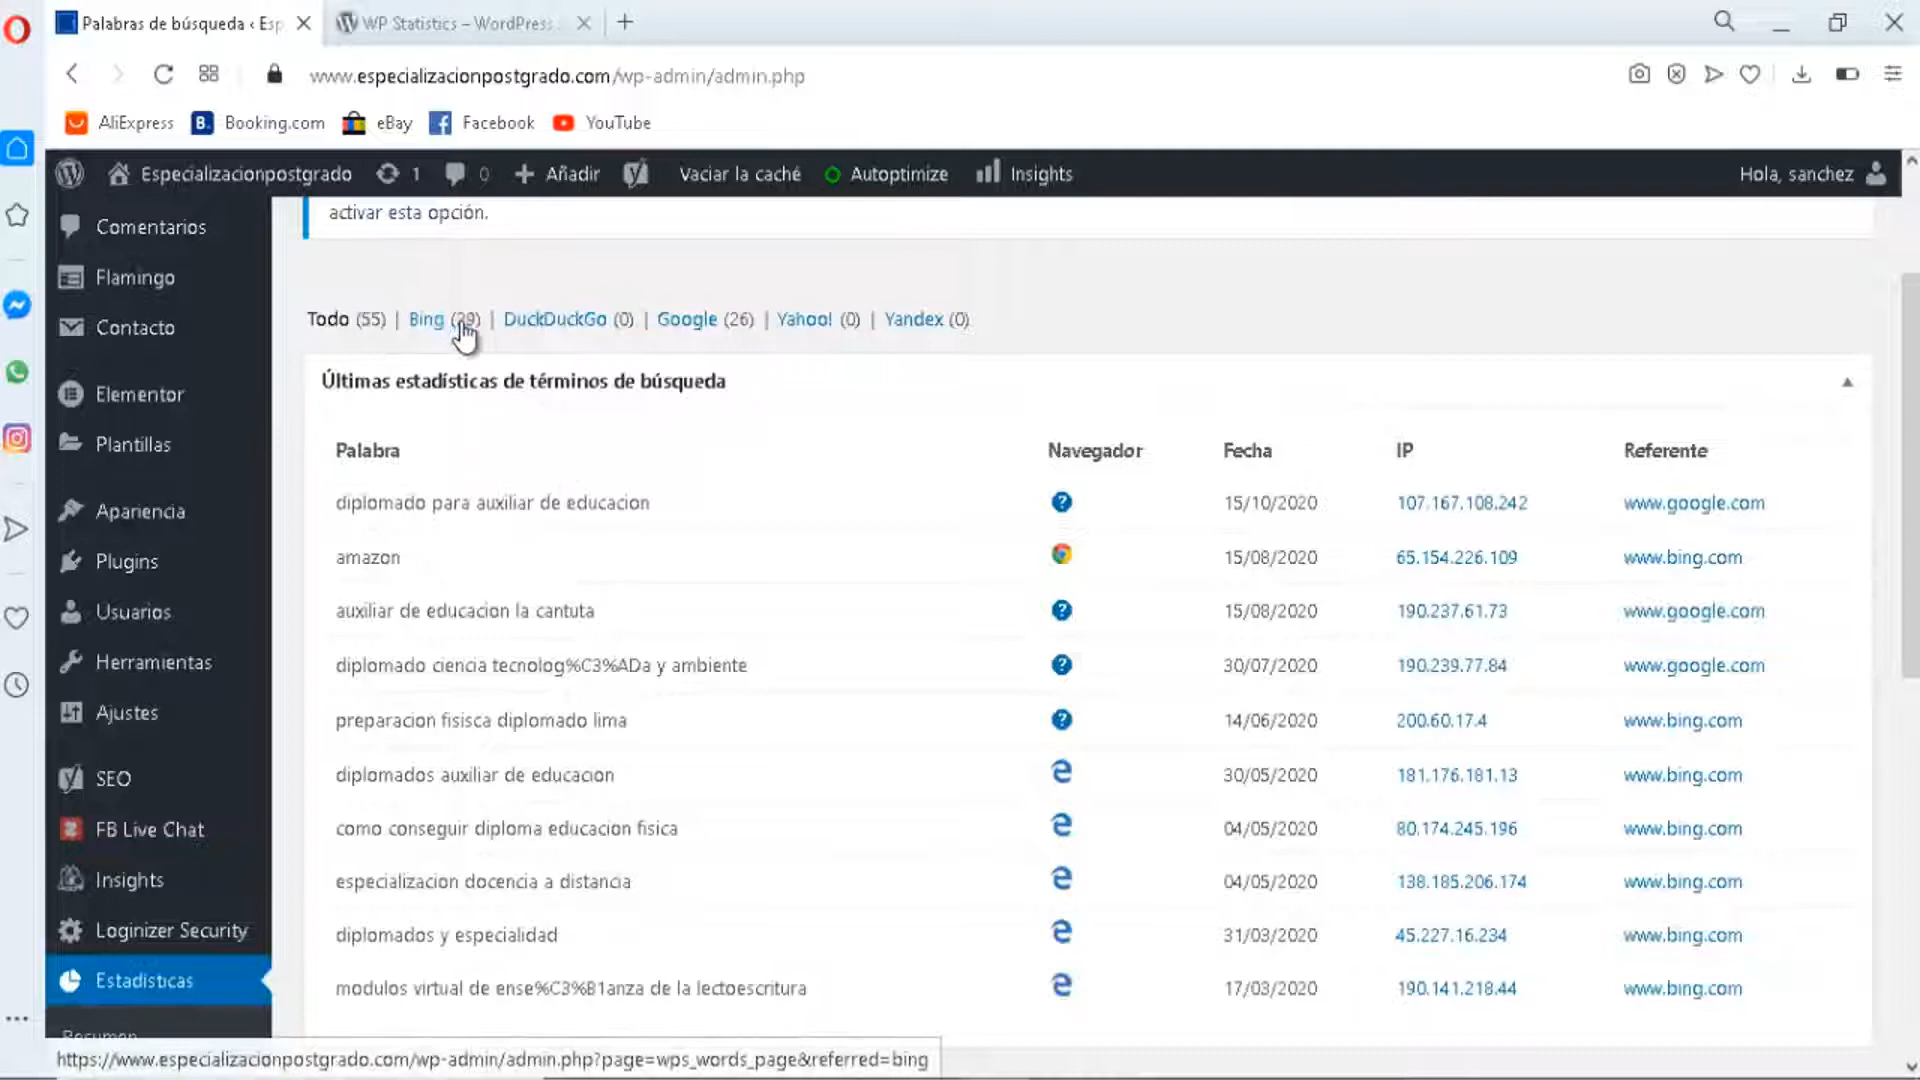 Palabras de búsqueda ‹ Esp
WP Statistics – WordPress
www.especializacionpostgrado.com/wp-admin/admin.php
AliExpress
Booking.com
eBay
Facebook
YouTube
Especializacionpostgrado
1
0
Añadir
Vaciar la caché
Autoptimize
Insights
Hola, sanchez
Comentarios
Flamingo
Contacto
Elementor
Plantillas
Apariencia
Plugins
Usuarios
Herramientas
Ajustes
SEO
FB Live Chat
Insights
Loginizer Security
Estadísticas
Resumen
activar esta opción.
Todo (55) | Bing (29) | DuckDuckGo (0) | Google (26) | Yahoo! (0) | Yandex (0)
Últimas estadísticas de términos de búsqueda
Palabra Navegador Fecha IP Referente
diplomado para auxiliar de educacion 15/10/2020 107.167.108.242 www.google.com
amazon 15/08/2020 65.154.226.109 www.bing.com
auxiliar de educacion la cantuta 15/08/2020 190.237.61.73 www.google.com
diplomado ciencia tecnolog%C3%ADa y ambiente 30/07/2020 190.239.77.84 www.google.com
preparacion fisisca diplomado lima 14/06/2020 200.60.17.4 www.bing.com
diplomados auxiliar de educacion 30/05/2020 181.176.181.13 www.bing.com
como conseguir diploma educacion fisica 04/05/2020 80.174.245.196 www.bing.com
especializacion docencia a distancia 04/05/2020 138.185.206.174 www.bing.com
diplomados y especialidad 31/03/2020 45.227.16.234 www.bing.com
modulos virtual de ense%C3%B1anza de la lectoescritura 17/03/2020 190.141.218.44 www.bing.com
https://www.especializacionpostgrado.com/wp-admin/admin.php?page=wps_words_page&referred=bing